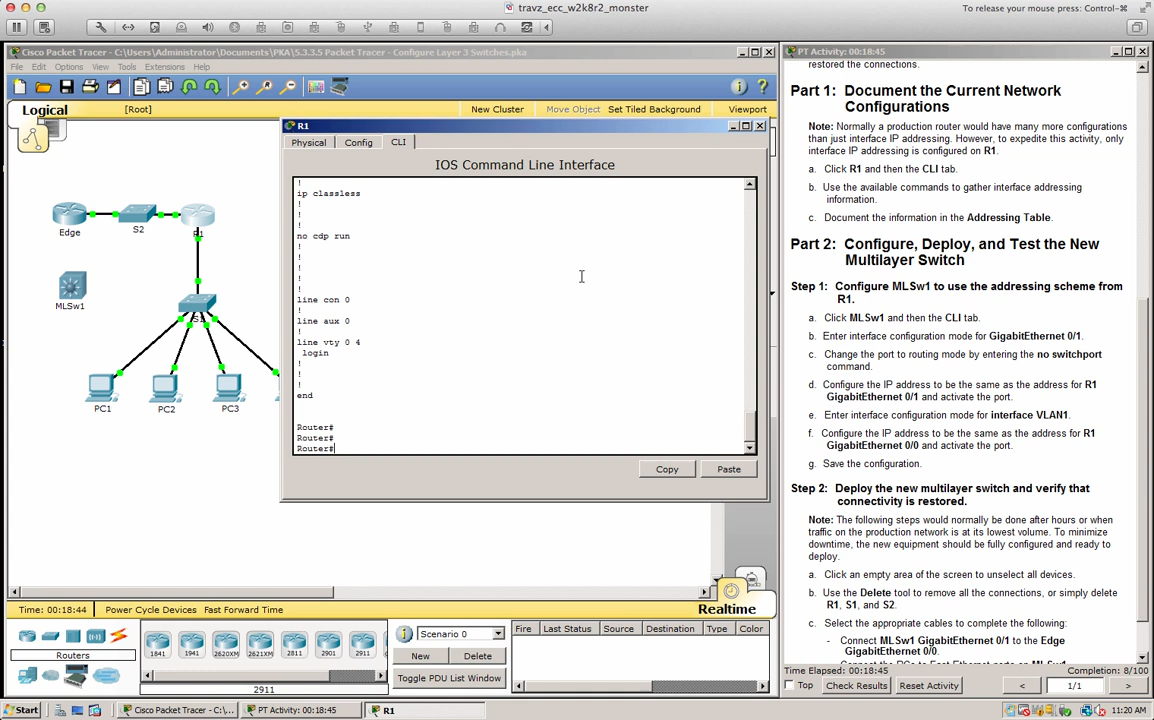 travz_ecc_w2k8r2_monster
To release your mouse press: Control-⌘
Cisco Packet Tracer - C:\Users\Administrator\Documents\PKA\5.3.3.5 Packet Tracer - Configure Layer 3 Switches.pka
File Edit Options View Tools Extensions Help
Logical
[Root]
New Cluster
Move Object
Set Tiled Background
Viewport
Edge
S2
R1
MLSw1
S1
PC1
PC2
PC3
R1
Physical
Config
CLI
IOS Command Line Interface
!
ip classless
!
!
!
no cdp run
!
!
!
!
!
line con 0
!
line aux 0
!
line vty 0 4
login
!
!
!
end
Router#
Router#
Router#
Copy
Paste
Time: 00:18:44
Power Cycle Devices
Fast Forward Time
Realtime
Routers
1841
1941
2620XM
2621XM
2811
2901
2911
2911
Scenario 0
New
Delete
Toggle PDU List Window
Fire
Last Status
Source
Destination
Type
Color
PT Activity: 00:18:45
restored the connections.
Part 1: Document the Current Network
Configurations
Note: Normally a production router would have many more configurations
than just interface IP addressing. However, to expedite this activity, only
interface IP addressing is configured on R1.
a. Click R1 and then the CLI tab.
b. Use the available commands to gather interface addressing
information.
c. Document the information in the Addressing Table.
Part 2: Configure, Deploy, and Test the New
Multilayer Switch
Step 1: Configure MLSw1 to use the addressing scheme from
R1.
a. Click MLSw1 and then the CLI tab.
b. Enter interface configuration mode for GigabitEthernet 0/1.
c. Change the port to routing mode by entering the no switchport
command.
d. Configure the IP address to be the same as the address for R1
GigabitEthernet 0/1 and activate the port.
e. Enter interface configuration mode for interface VLAN1.
f. Configure the IP address to be the same as the address for R1
GigabitEthernet 0/0 and activate the port.
g. Save the configuration.
Step 2: Deploy the new multilayer switch and verify that
connectivity is restored.
Note: The following steps would normally be done after hours or when
traffic on the production network is at its lowest volume. To minimize
downtime, the new equipment should be fully configured and ready to
deploy.
a. Click an empty area of the screen to unselect all devices.
b. Use the Delete tool to remove all the connections, or simply delete
R1, S1, and S2.
c. Select the appropriate cables to complete the following:
- Connect MLSw1 GigabitEthernet 0/1 to the Edge
GigabitEthernet 0/0.
Time Elapsed: 00:18:45
Completion: 8/100
Top
Check Results
Reset Activity
<
1/1
>
Start
Cisco Packet Tracer - C:\...
PT Activity: 00:18:45
R1
11:20 AM